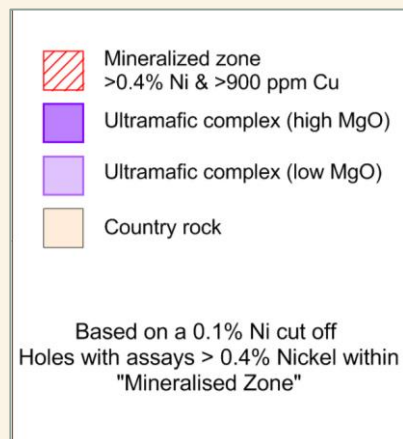 Mineralized zone
>0.4% Ni & >900 ppm Cu
Ultramafic complex (high MgO)
Ultramafic complex (low MgO)
Country rock
Based on a 0.1% Ni cut off
Holes with assays > 0.4% Nickel within
"Mineralised Zone"